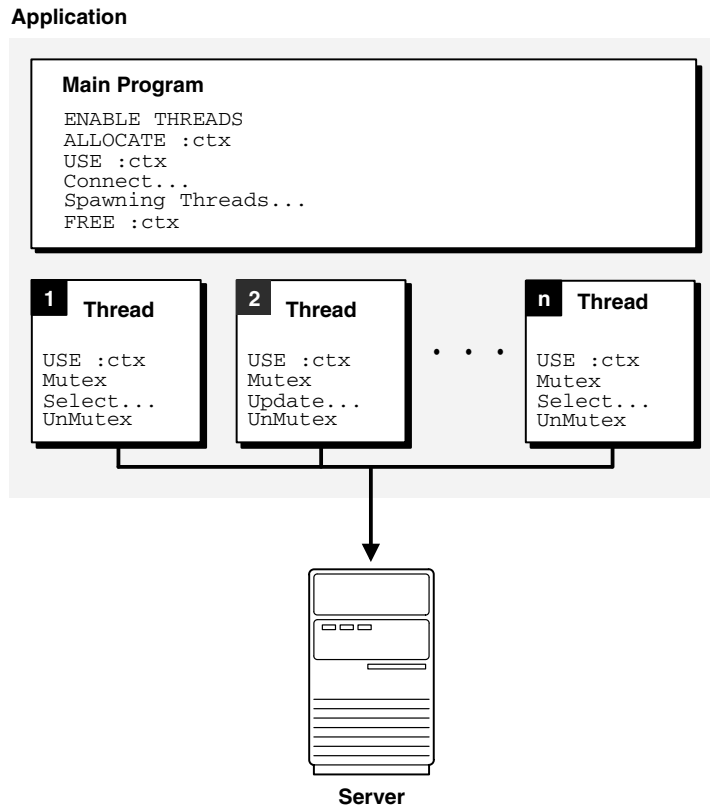 Application
Main Program
ENABLE THREADS
ALLOCATE :ctx
USE :ctx
Connect...
Spawning Threads...
FREE :ctx
1 Thread
USE :ctx
Mutex
Select...
UnMutex
2 Thread
USE :ctx
Mutex
Update...
UnMutex
. . .
n Thread
USE :ctx
Mutex
Select...
UnMutex
Server